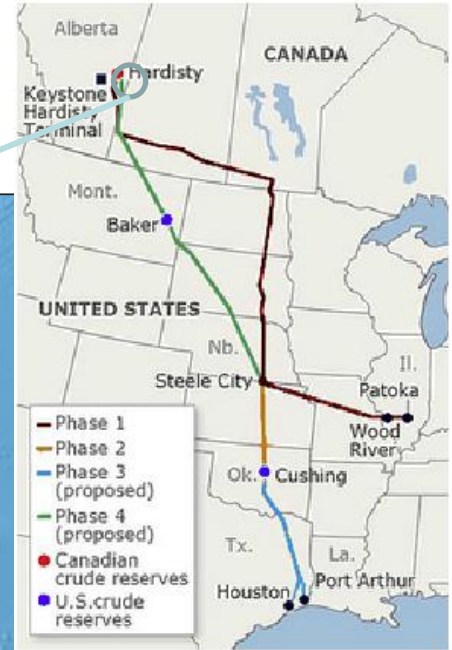 Alberta
CANADA
Hardisty
Keystone
Hardisty
Terminal
Mont.
Baker
UNITED STATES
Nb.
Steele City
Il.
Patoka
Wood
River
Ok.
Cushing
Tx.
La.
Houston
Port Arthur
Phase 1
Phase 2
Phase 3
(proposed)
Phase 4
(proposed)
Canadian
crude reserves
U.S.crude
reserves